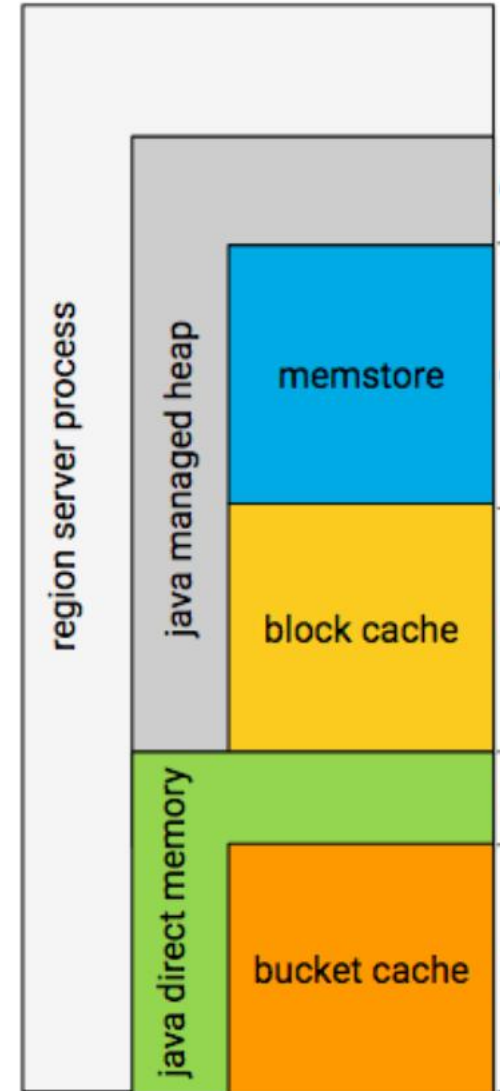 region server process
java managed heap
memstore
block cache
java direct memory
bucket cache